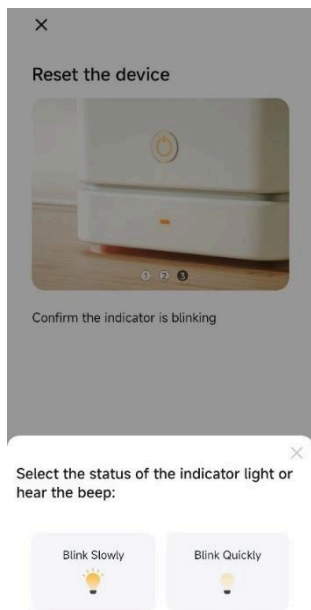 Reset the device
1 2 3
Confirm the indicator is blinking
Select the status of the indicator light or
hear the beep:
Blink Slowly Blink Quickly